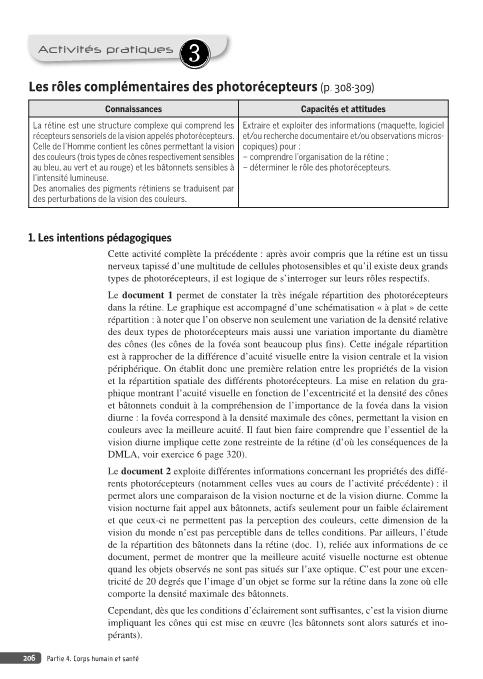 Activités pratiques 3
Les rôles complémentaires des photorécepteurs (p. 308-309)
Connaissances
La rétine est une structure complexe qui comprend les
récepteurs sensoriels de la vision appelés photorécepteurs.
Celle de l'Homme contient les cônes permettant la vision
des couleurs (trois types de cônes respectivement sensibles
au bleu, au vert et au rouge) et les bâtonnets sensibles à
l'intensité lumineuse.
Des anomalies des pigments rétiniens se traduisent par
des perturbations de la vision des couleurs.
Capacités et attitudes
Extraire et exploiter des informations (maquette, logiciel
et/ou recherche documentaire et/ou observations micros-
copiques) pour :
– comprendre l'organisation de la rétine ;
– déterminer le rôle des photorécepteurs.
1. Les intentions pédagogiques
Cette activité complète la précédente : après avoir compris que la rétine est un tissu
nerveux tapissé d'une multitude de cellules photosensibles et qu'il existe deux grands
types de photorécepteurs, il est logique de s'interroger sur leurs rôles respectifs.
Le document 1 permet de constater la très inégale répartition des photorécepteurs
dans la rétine. Le graphique est accompagné d'une schématisation « à plat » de cette
répartition : à noter que l'on observe non seulement une variation de la densité relative
des deux types de photorécepteurs mais aussi une variation importante du diamètre
des cônes (les cônes de la fovéa sont beaucoup plus fins). Cette inégale répartition
est à rapprocher de la différence d'acuité visuelle entre la vision centrale et la vision
périphérique. On établit donc une première relation entre les propriétés de la vision
et la répartition spatiale des différents photorécepteurs. La mise en relation du gra-
phique montrant l'acuité visuelle en fonction de l'excentricité et la densité des cônes
et bâtonnets conduit à la compréhension de l'importance de la fovéa dans la vision
diurne : la fovéa correspond à la densité maximale des cônes, permettant la vision en
couleurs avec la meilleure acuité. Il faut bien faire comprendre que l'essentiel de la
vision diurne implique cette zone restreinte de la rétine (d'où les conséquences de la
DMLA, voir exercice 6 page 320).
Le document 2 exploite différentes informations concernant les propriétés des diffé-
rents photorécepteurs (notamment celles vues au cours de l'activité précédente) : il
permet alors une comparaison de la vision nocturne et de la vision diurne. Comme la
vision nocturne fait appel aux bâtonnets, actifs seulement pour un faible éclairement
et que ceux-ci ne permettent pas la perception des couleurs, cette dimension de la
vision du monde n'est pas perceptible dans de telles conditions. Par ailleurs, l'étude
de la répartition des bâtonnets dans la rétine (doc. 1), reliée aux informations de ce
document, permet de montrer que la meilleure acuité visuelle nocturne est obtenue
quand les objets observés ne sont pas situés sur l'axe optique. C'est pour une excen-
tricité de 20 degrés que l'image d'un objet se forme sur la rétine dans la zone où elle
comporte la densité maximale des bâtonnets.
Cependant, dès que les conditions d'éclairement sont suffisantes, c'est la vision diurne
impliquant les cônes qui est mise en œuvre (les bâtonnets sont alors saturés et ino-
pérants).
206 Partie 4. Corps humain et santé